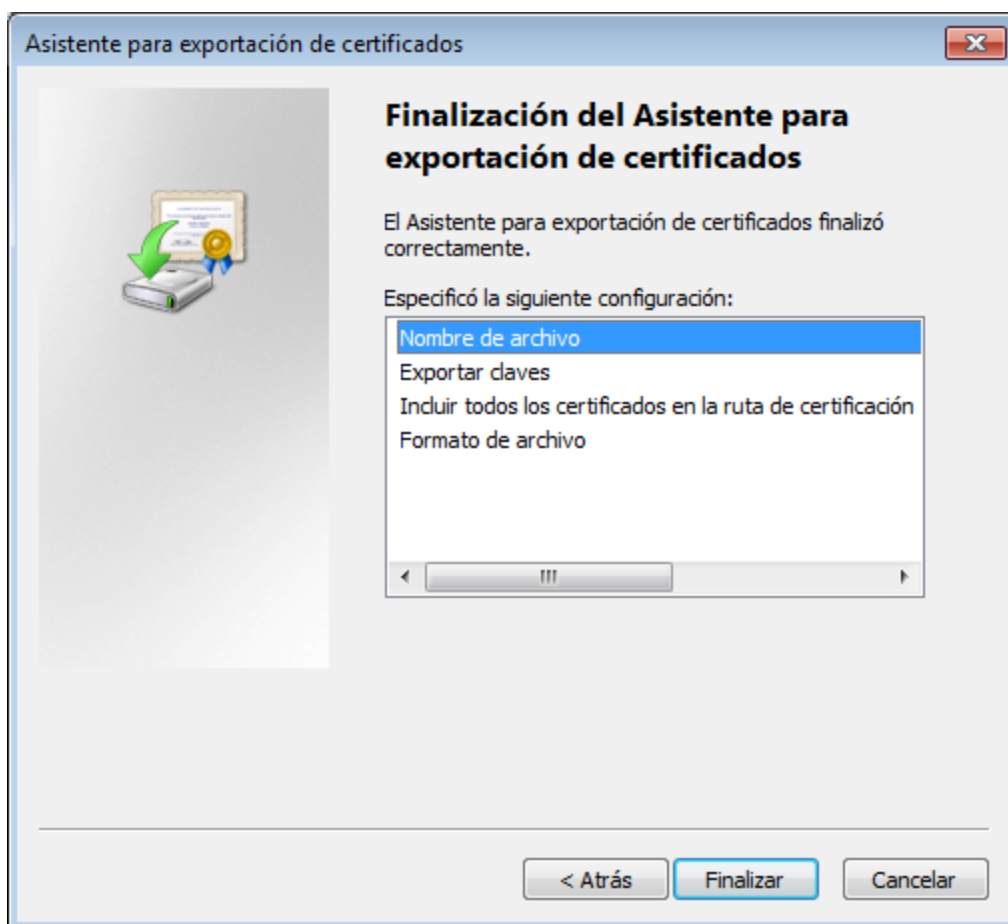 Asistente para exportación de certificados
Finalización del Asistente para
exportación de certificados
El Asistente para exportación de certificados finalizó
correctamente.
Especificó la siguiente configuración:
Nombre de archivo
Exportar claves
Incluir todos los certificados en la ruta de certificación
Formato de archivo
< Atrás
Finalizar
Cancelar